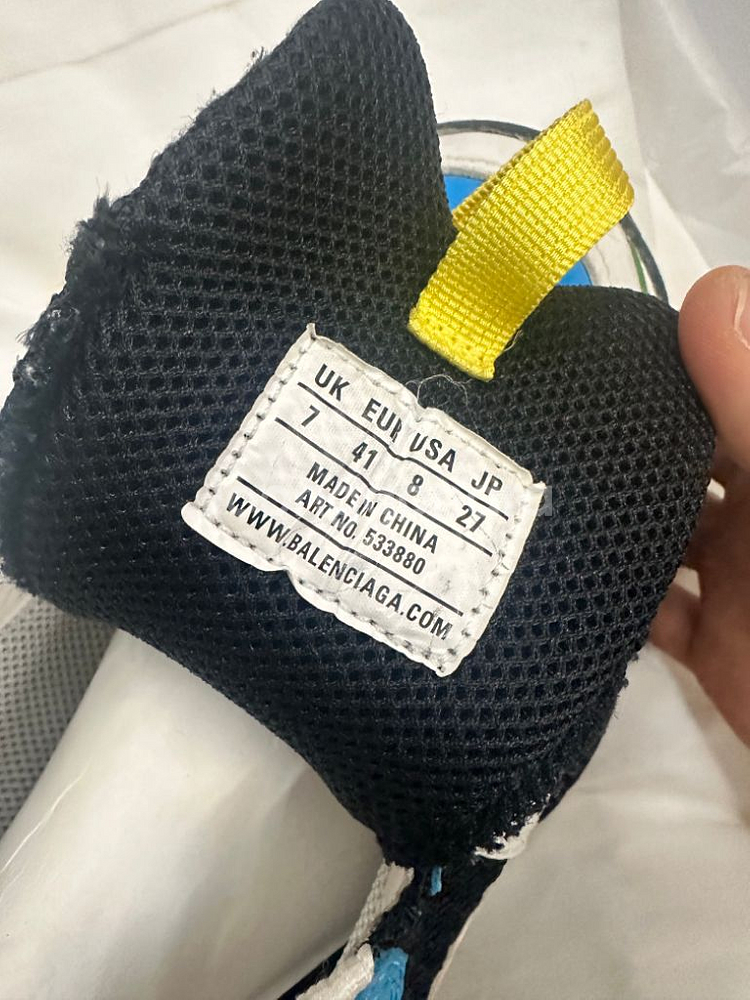 UK EUR USA JP
7 41 8 27
MADE IN CHINA
ART NO. 533880
WWW.BALENCIAGA.COM